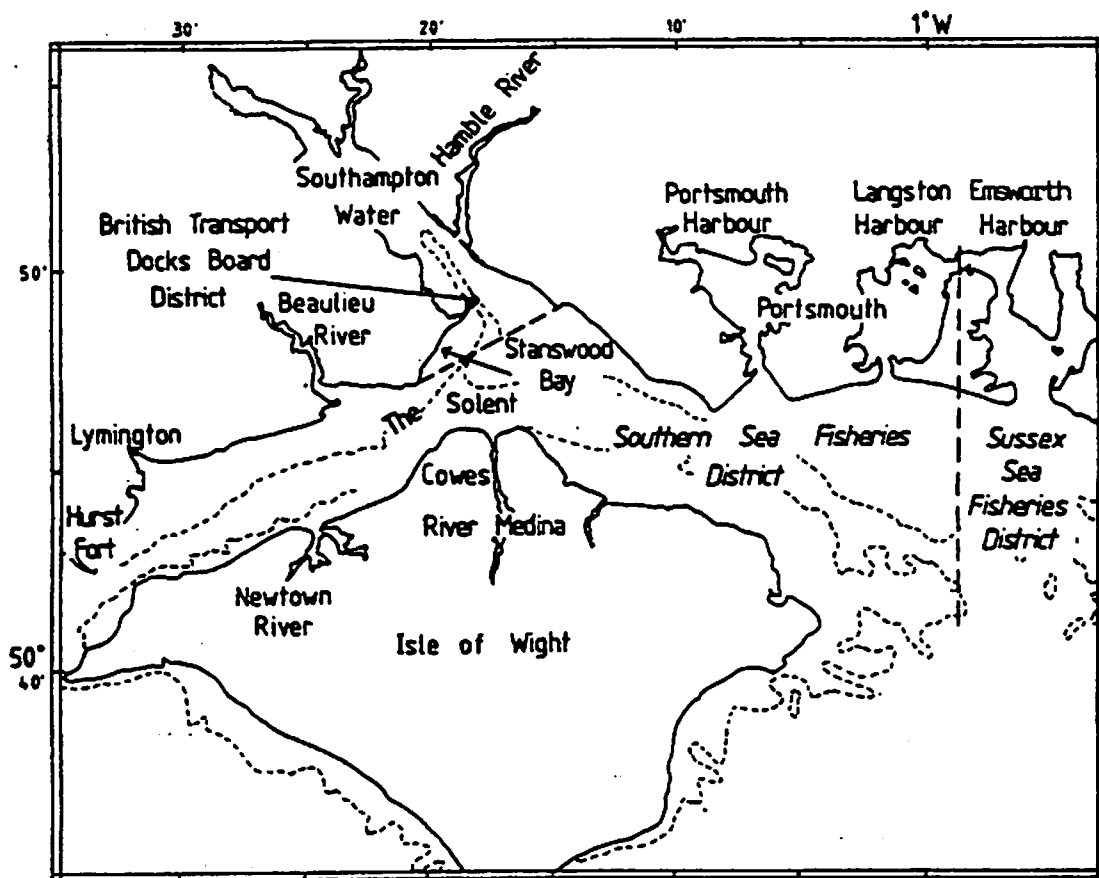 30' 20' 10' 1°W
Hamble River
Southampton
Water
British Transport
Docks Board
District
Portsmouth
Harbour
Langston
Harbour
Emsworth
Harbour
50'
Beaulieu
River
Portsmouth
Stanswood
Bay
The Solent
Lymington
Southern Sea Fisheries
District
Sussex
Sea
Fisheries
District
Cowes
River Medina
Hurst
Fort
Newtown
River
Isle of Wight
50°
40'